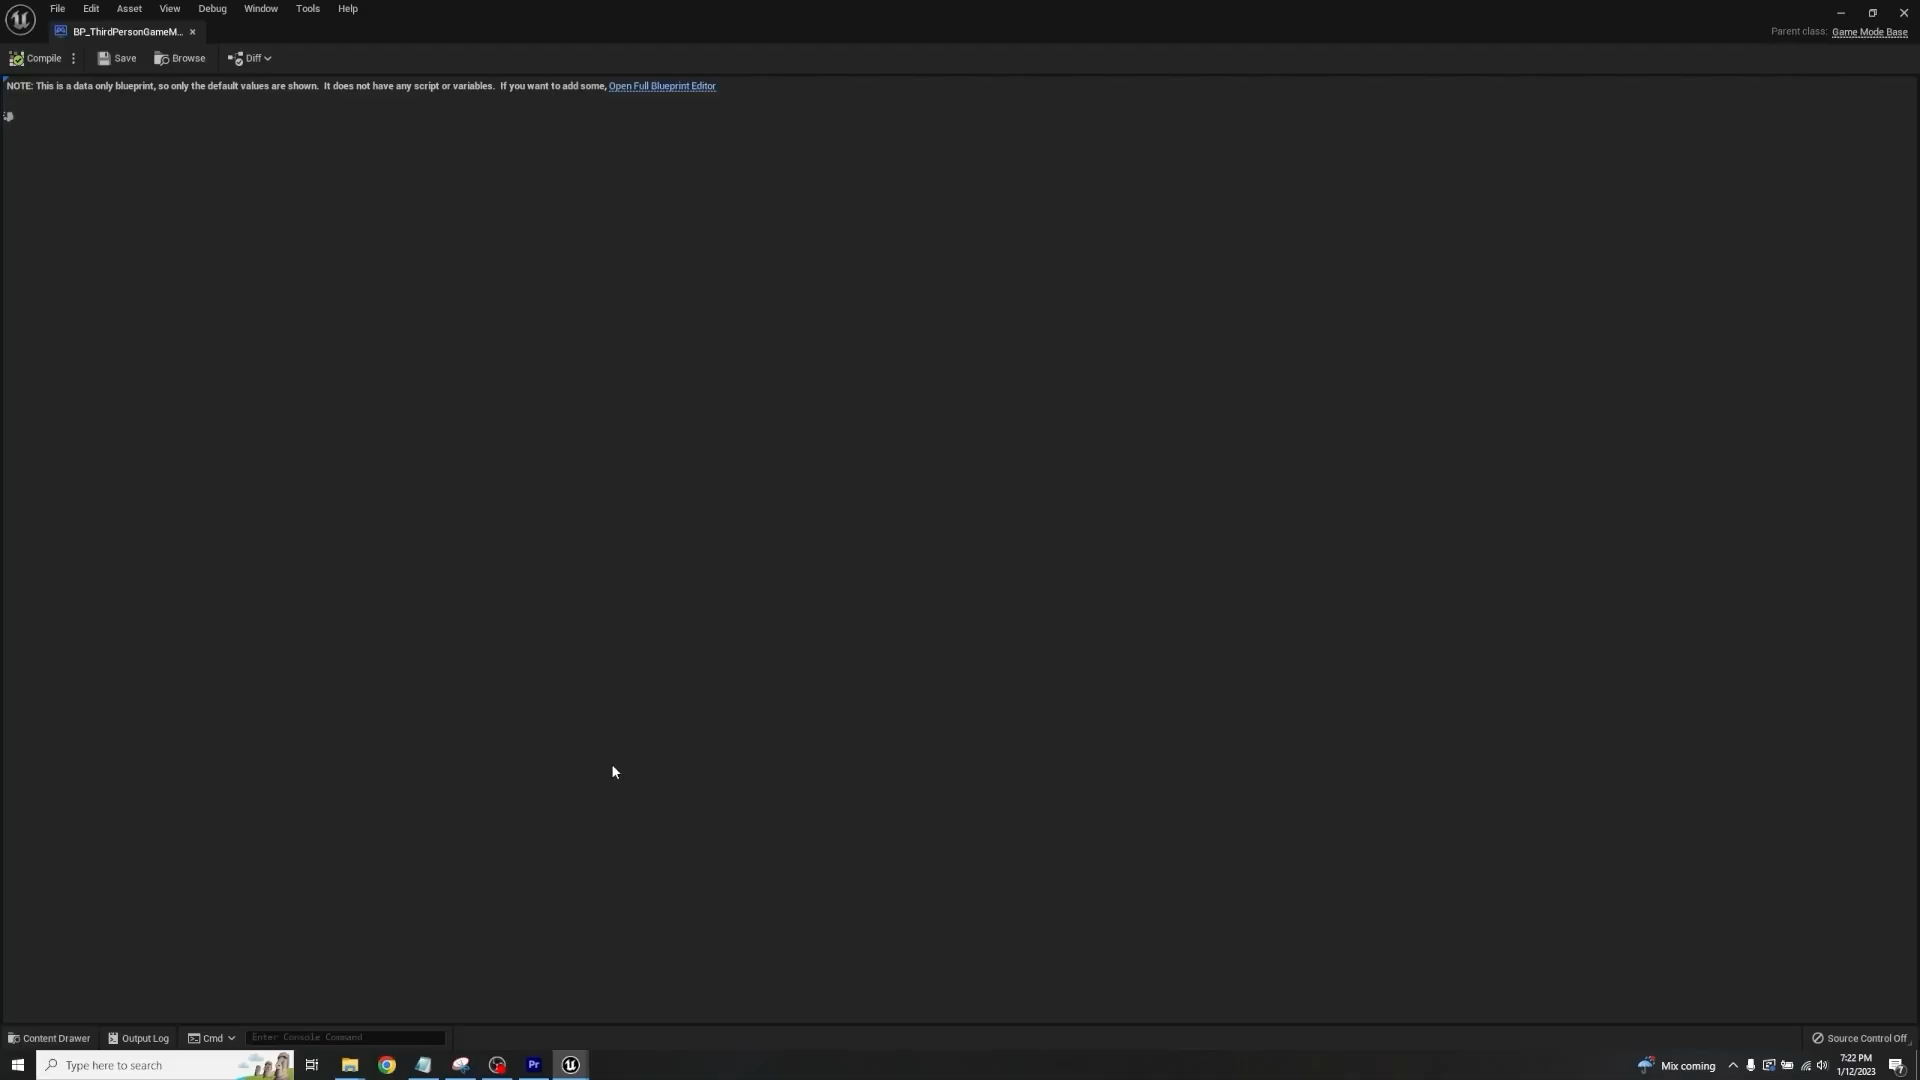 File Edit Asset View Debug Window Tools Help
BP_ThirdPersonGameM...
Parent class: Game Mode Base
Compile Save Browse Diff
NOTE: This is a data only blueprint, so only the default values are shown. It does not have any script or variables. If you want to add some, Open Full Blueprint Editor
Content Drawer Output Log Cmd Enter Console Command Source Control Off
Type here to search
Pr
Mix coming
7:22 PM
1/12/2023
7